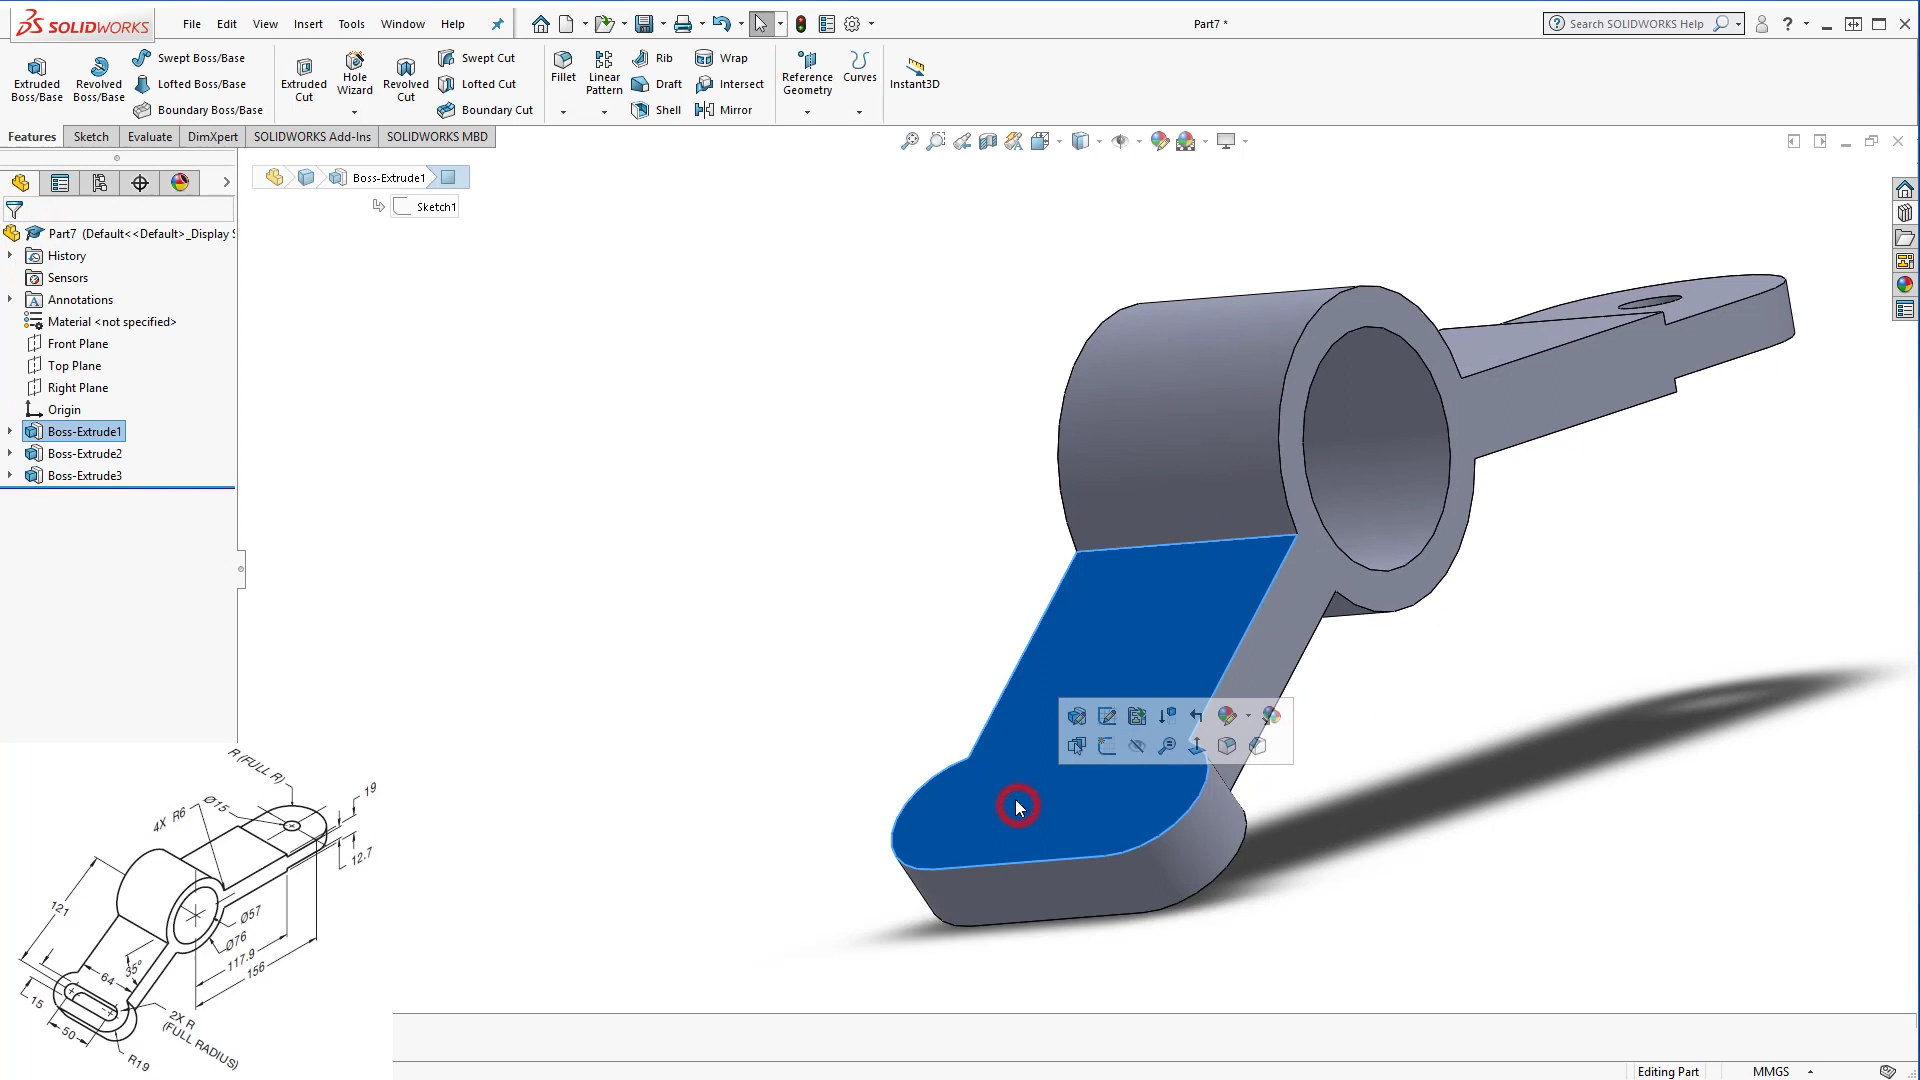 SOLIDWORKS File Edit View Insert Tools Window Help Part7 * Search SOLIDWORKS Help
Extruded Boss/Base
Revolved Boss/Base
Swept Boss/Base
Lofted Boss/Base
Boundary Boss/Base
Extruded Cut
Hole Wizard
Revolved Cut
Swept Cut
Lofted Cut
Boundary Cut
Fillet
Linear Pattern
Rib
Draft
Shell
Wrap
Intersect
Mirror
Reference Geometry
Curves
Instant3D
Features Sketch Evaluate DimXpert SOLIDWORKS Add-Ins SOLIDWORKS MBD
Boss-Extrude1
Sketch1
Part7 (Default<<Default>_Display S
History
Sensors
Annotations
Material <not specified>
Front Plane
Top Plane
Right Plane
Origin
Boss-Extrude1
Boss-Extrude2
Boss-Extrude3
R (FULL R)
19
4X R6
Ø15
12.7
121
Ø57
Ø76
117.9
156
35°
64
15
50
2X R
(FULL RADIUS)
R19
Editing Part MMGS